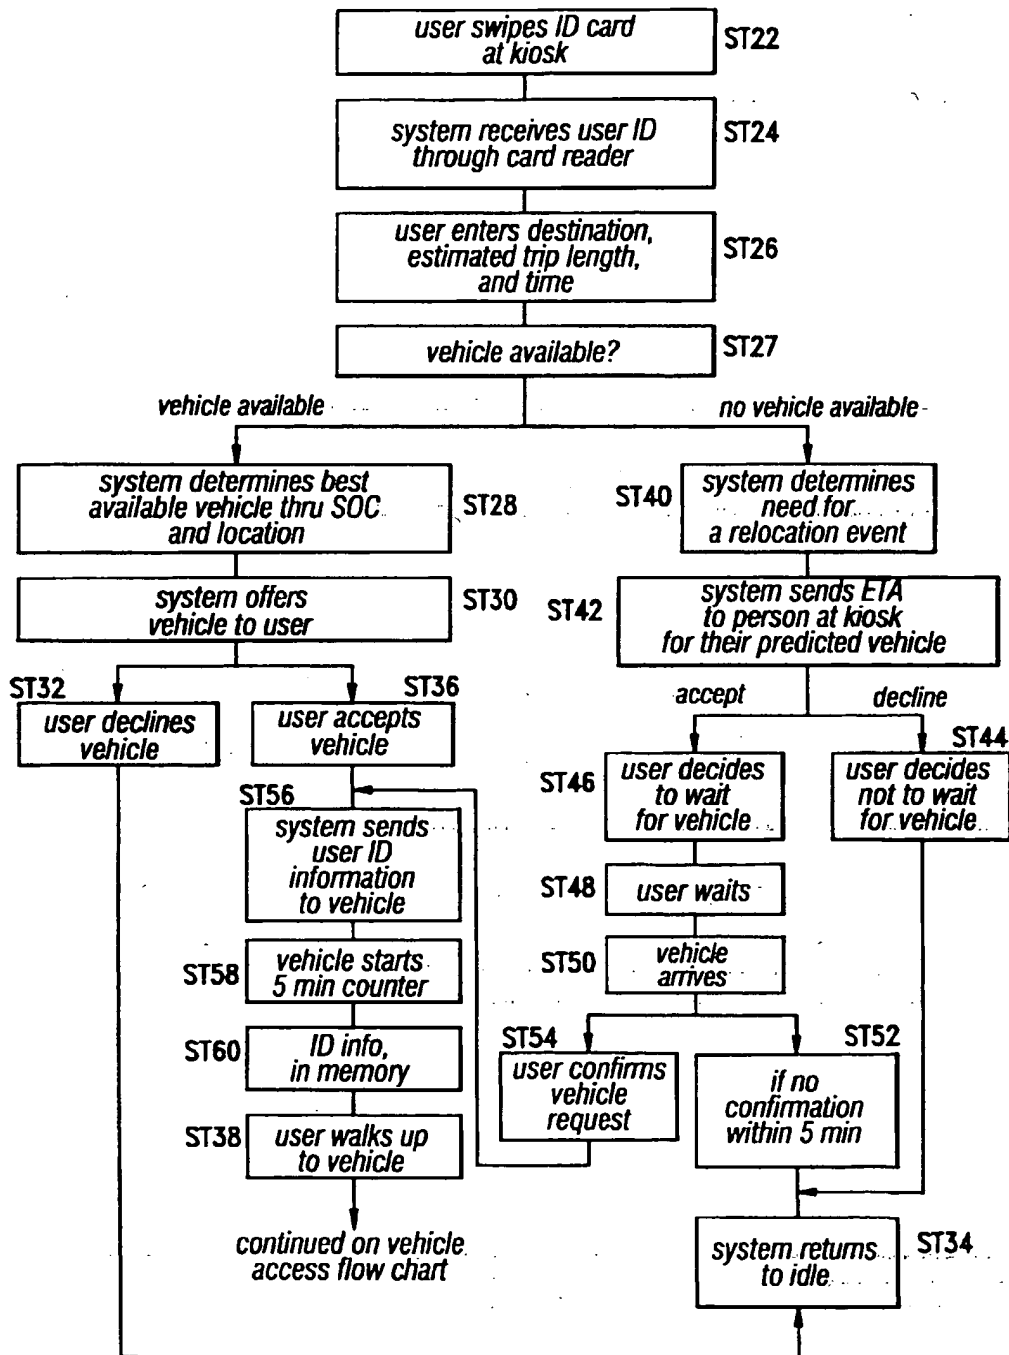 user swipes ID card
at kiosk
ST22
system receives user ID
through card reader
ST24
user enters destination,
estimated trip length,
and time
ST26
vehicle available?
ST27
vehicle available
no vehicle available
system determines best
available vehicle thru SOC
and location
ST28
ST40
system determines
need for
a relocation event
system offers
vehicle to user
ST30
ST42
system sends ETA
to person at kiosk
for their predicted vehicle
ST32
user declines
vehicle
ST36
user accepts
vehicle
accept
decline
ST46
user decides
to wait
for vehicle
ST44
user decides
not to wait
for vehicle
ST56
system sends
user ID
information
to vehicle
ST48
user waits
ST58
vehicle starts
5 min counter
ST50
vehicle
arrives
ST60
ID info,
in memory
ST54
user confirms
vehicle
request
ST52
if no
confirmation
within 5 min
ST38
user walks up
to vehicle
continued on vehicle
access flow chart
system returns
to idle
ST34